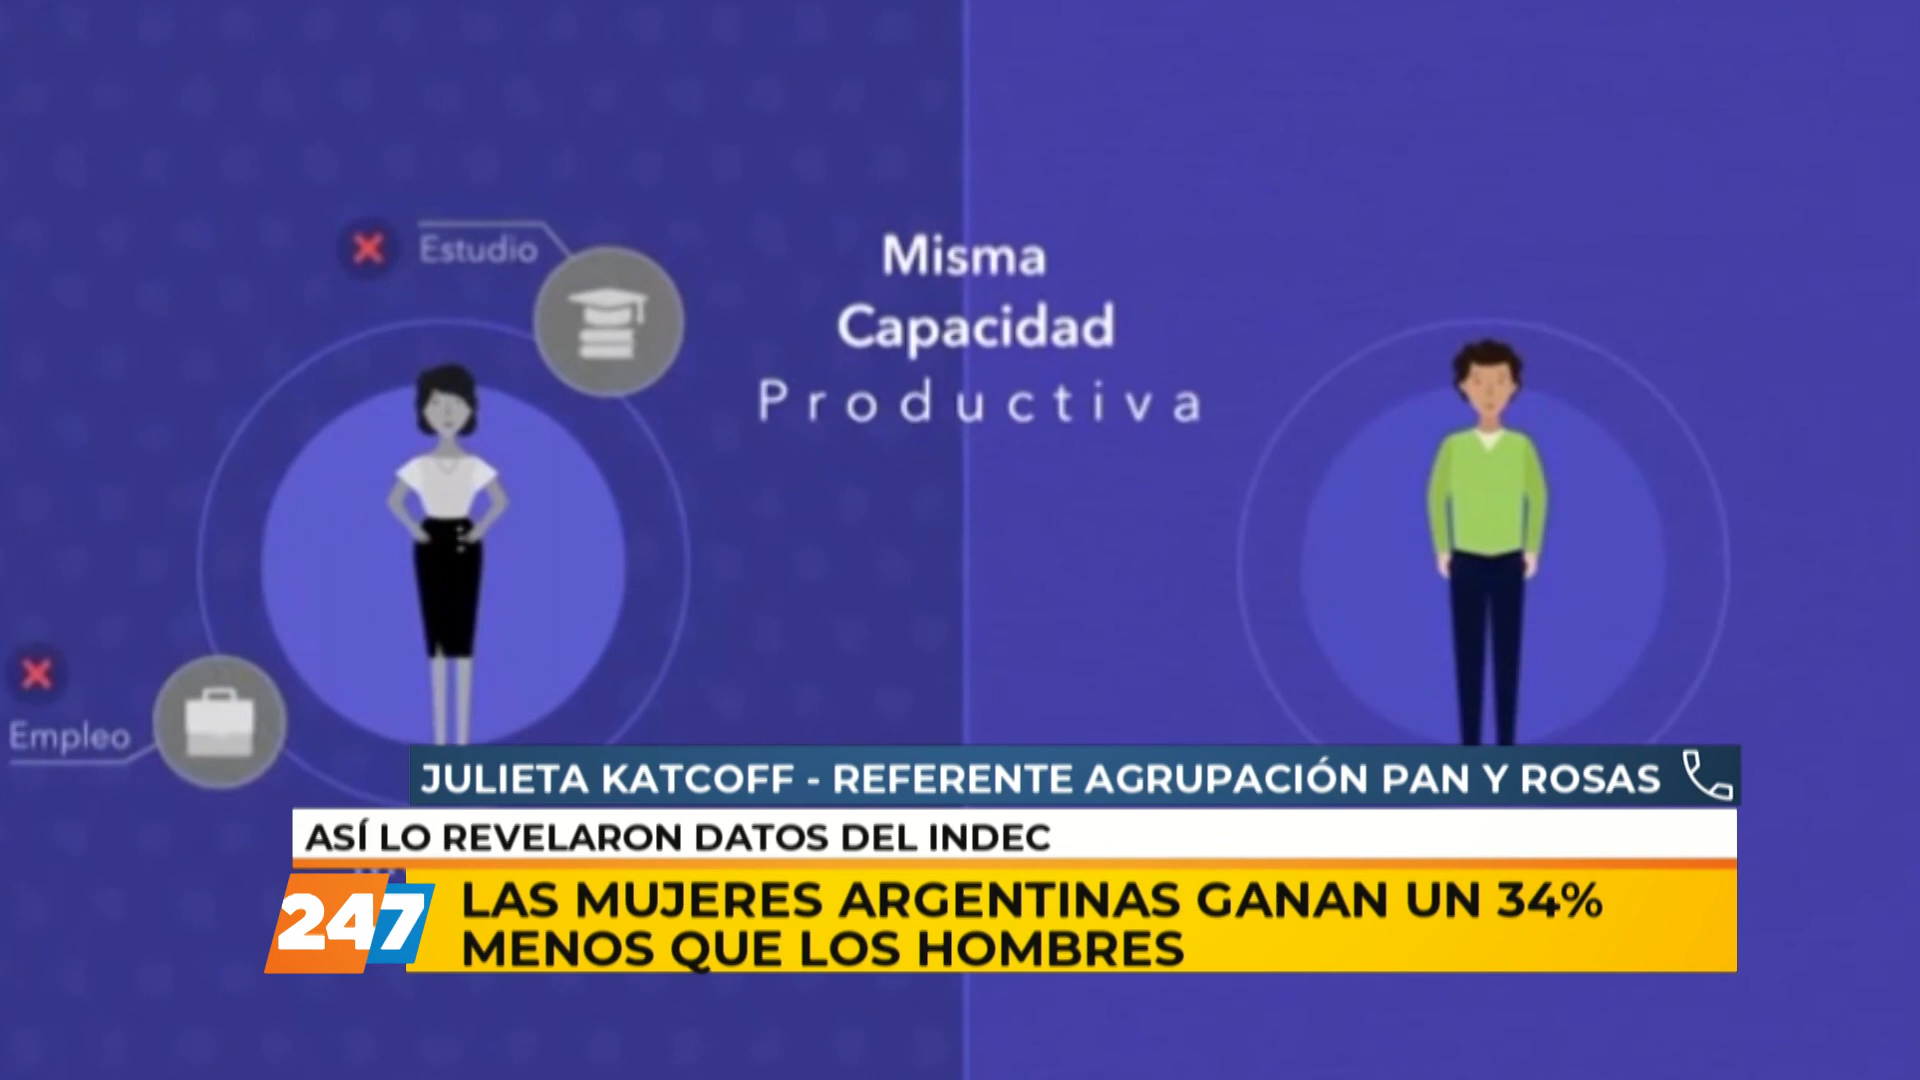 Estudio
Misma
Capacidad
Productiva
Empleo
JULIETA KATCOFF - REFERENTE AGRUPACIÓN PAN Y ROSAS
ASÍ LO REVELARON DATOS DEL INDEC
247
LAS MUJERES ARGENTINAS GANAN UN 34%
MENOS QUE LOS HOMBRES